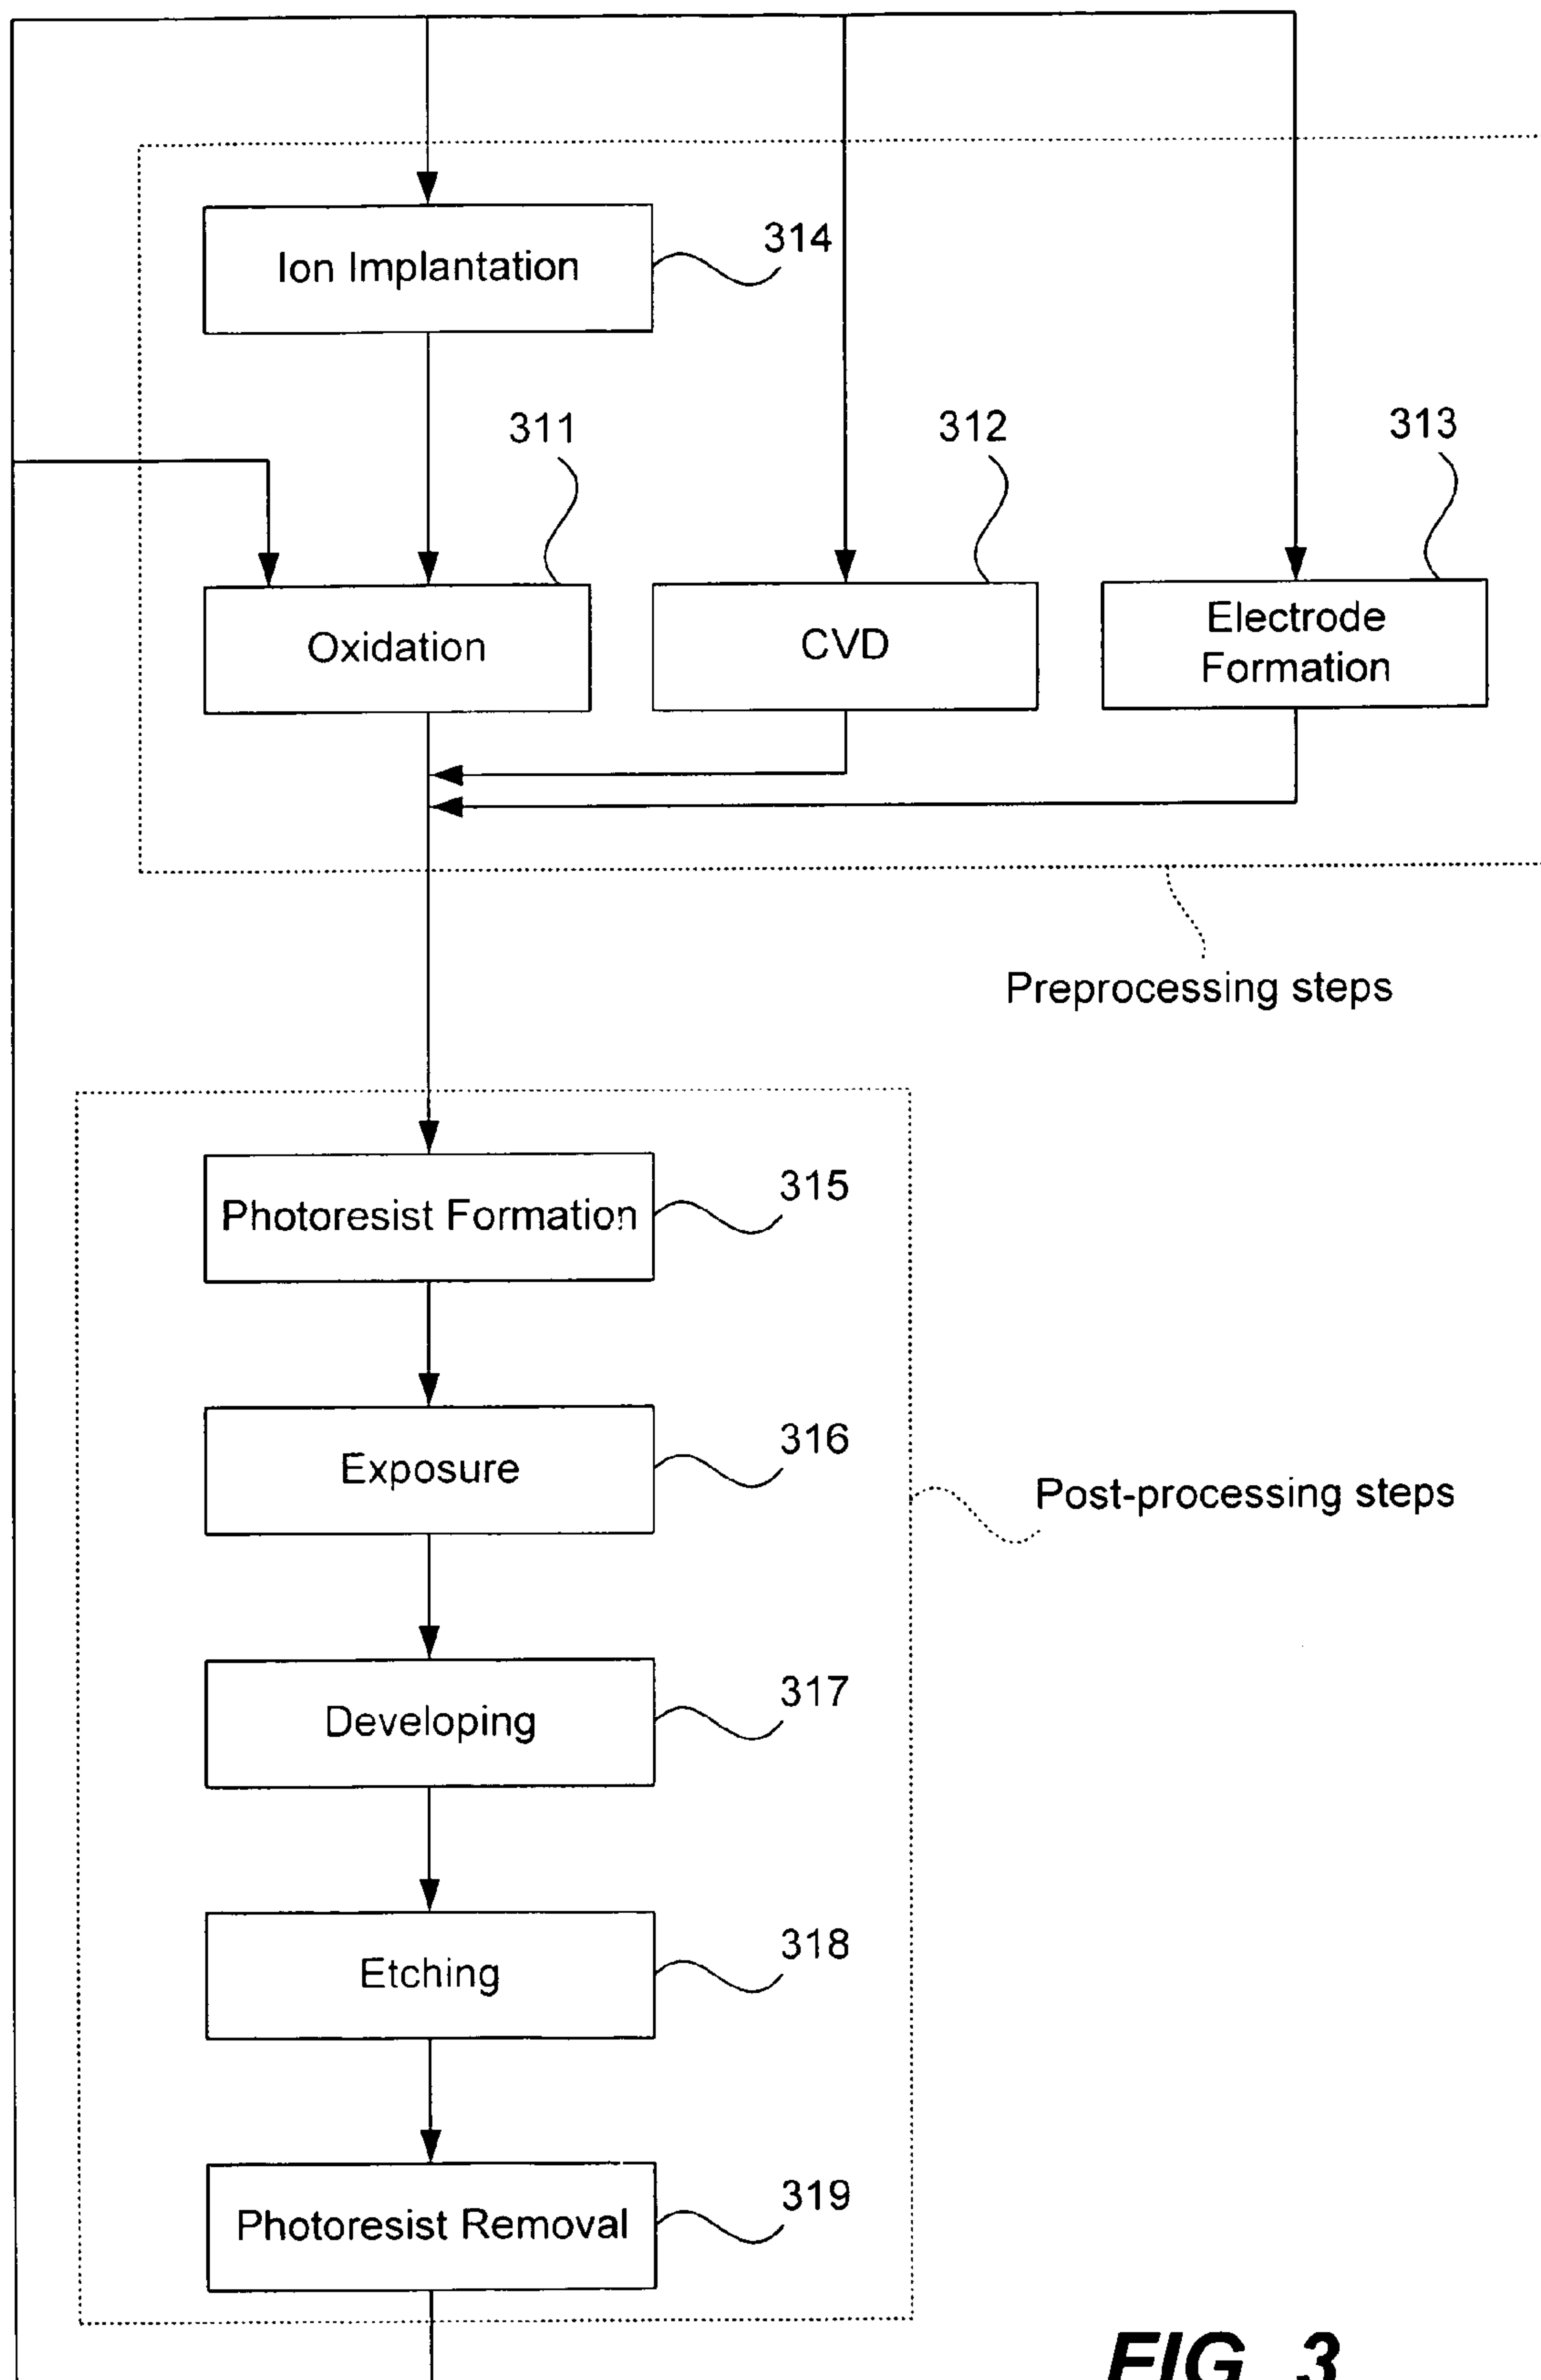 314
Ion Implantation
311
312
313
Oxidation
CVD
Electrode
Formation
Preprocessing steps
315
Photoresist Formation
316
Exposure
Post-processing steps
317
Developing
318
Etching
319
Photoresist Removal
FIG. 3